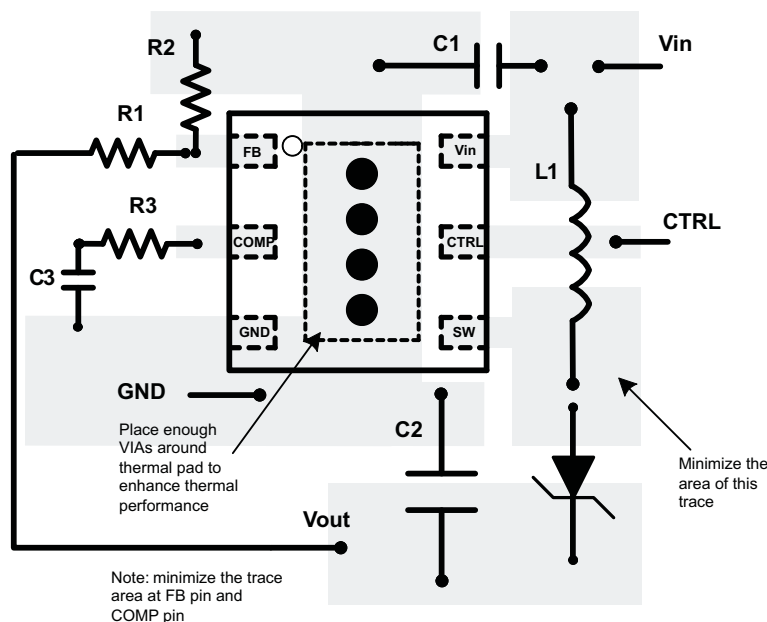 R2
C1
Vin
R1
FB
Vin
L1
R3
COMP
CTRL
CTRL
C3
GND
SW
GND
Place enough
VIAs around
thermal pad to
enhance thermal
performance
C2
Minimize the
area of this
trace
Vout
Note: minimize the trace
area at FB pin and
COMP pin